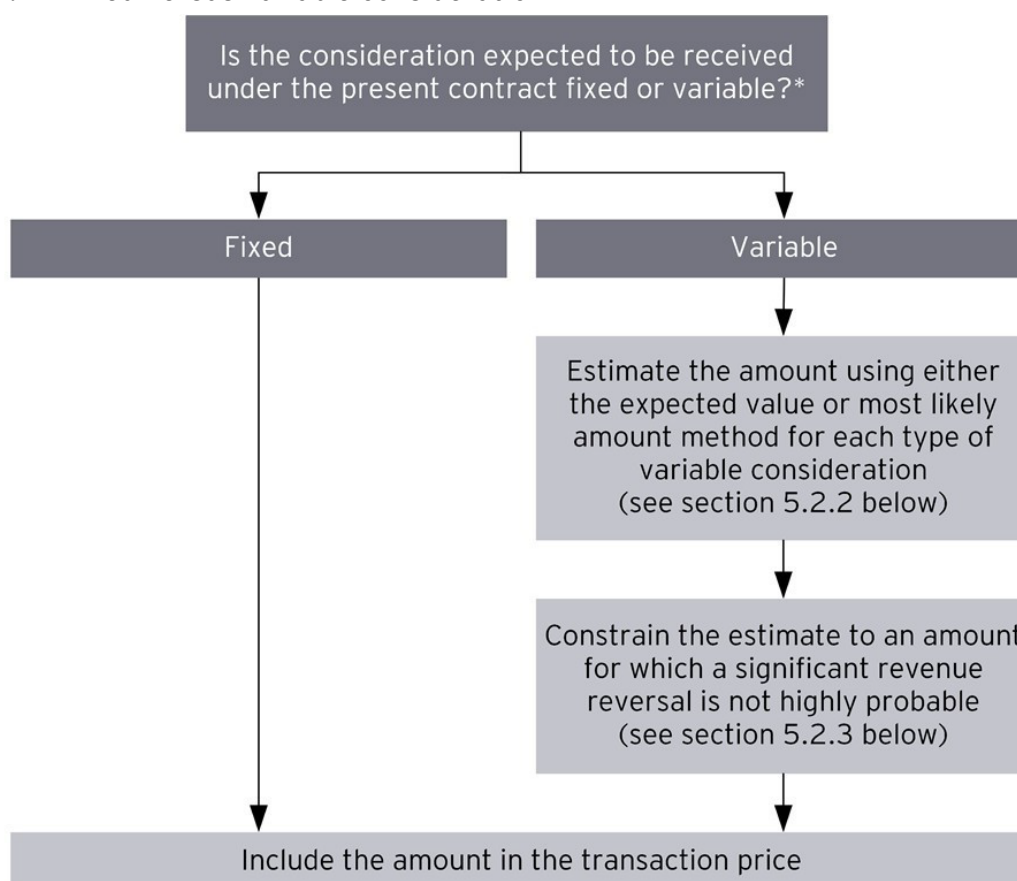 Is the consideration expected to be received
under the present contract fixed or variable?*
Fixed
Variable
Estimate the amount using either
the expected value or most likely
amount method for each type of
variable consideration
(see section 5.2.2 below)
Constrain the estimate to an amount
for which a significant revenue
reversal is not highly probable
(see section 5.2.3 below)
Include the amount in the transaction price